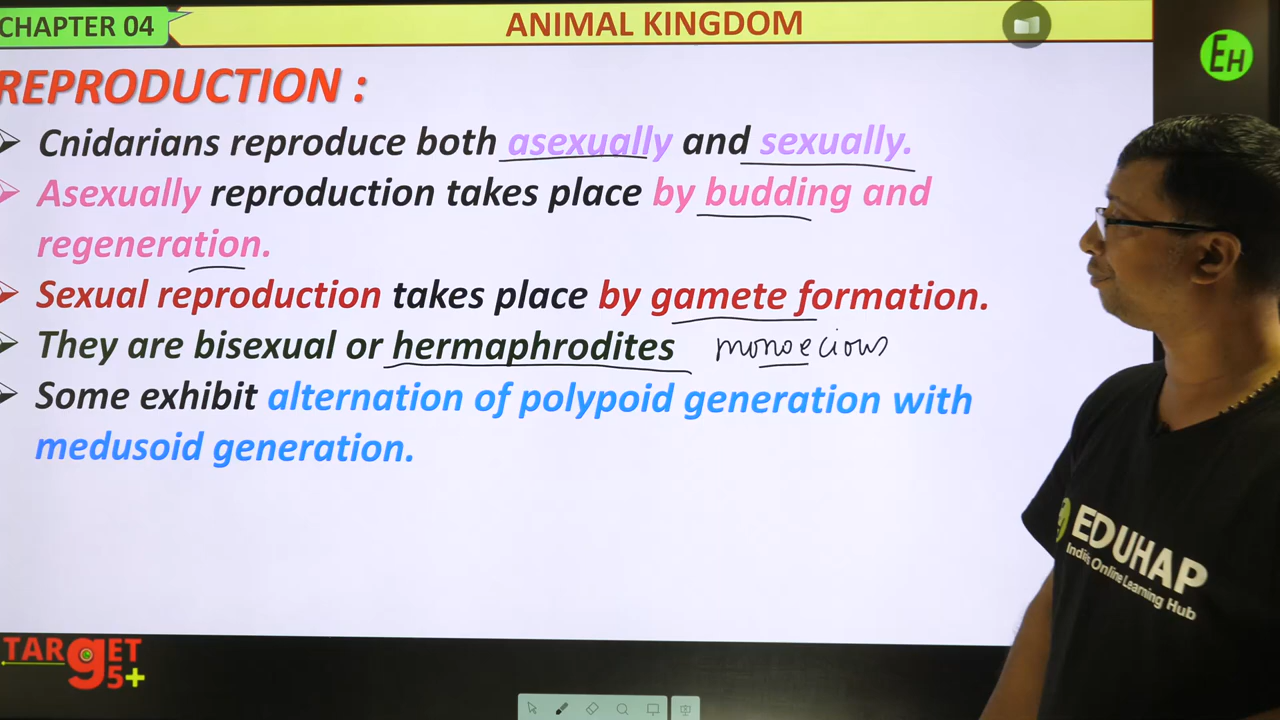 CHAPTER 04
ANIMAL KINGDOM
EH
REPRODUCTION :
Cnidarians reproduce both asexually and sexually.
Asexually reproduction takes place by budding and
regeneration.
Sexual reproduction takes place by gamete formation.
They are bisexual or hermaphrodites monoecious
Some exhibit alternation of polypoid generation with
medusoid generation.
EDUHAP
India's Online Learning Hub
TARgET
5+